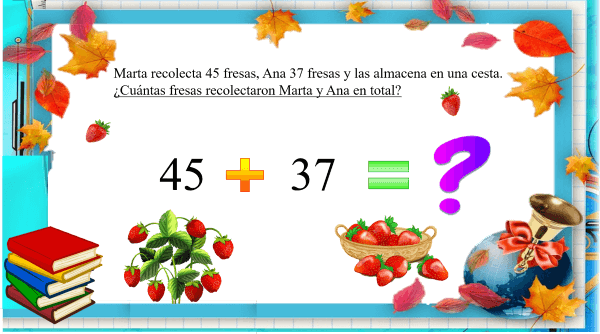 Marta recolecta 45 fresas, Ana 37 fresas y las almacena en una cesta.
¿Cuántas fresas recolectaron Marta y Ana en total?
45 + 37 = ?